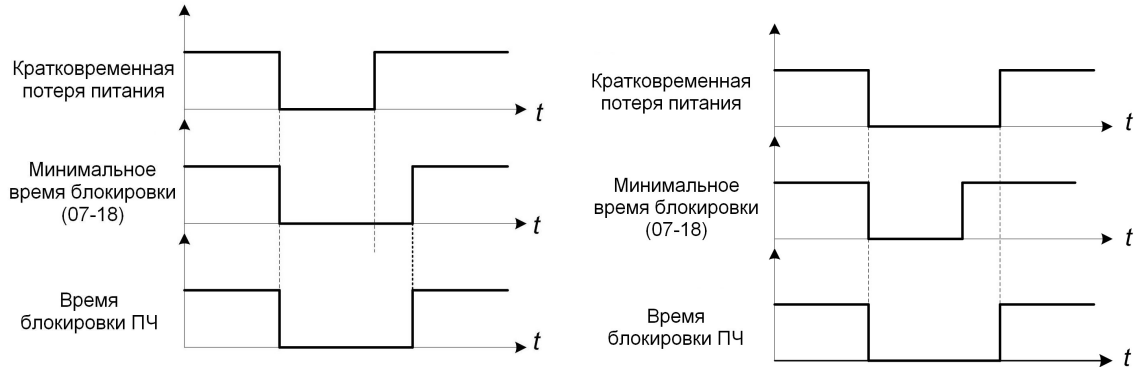 Кратковременная
потеря питания
t
Минимальное
время блокировки
(07-18)
t
Время
блокировки ПЧ
t
Кратковременная
потеря питания
t
Минимальное
время блокировки
(07-18)
t
Время
блокировки ПЧ
t